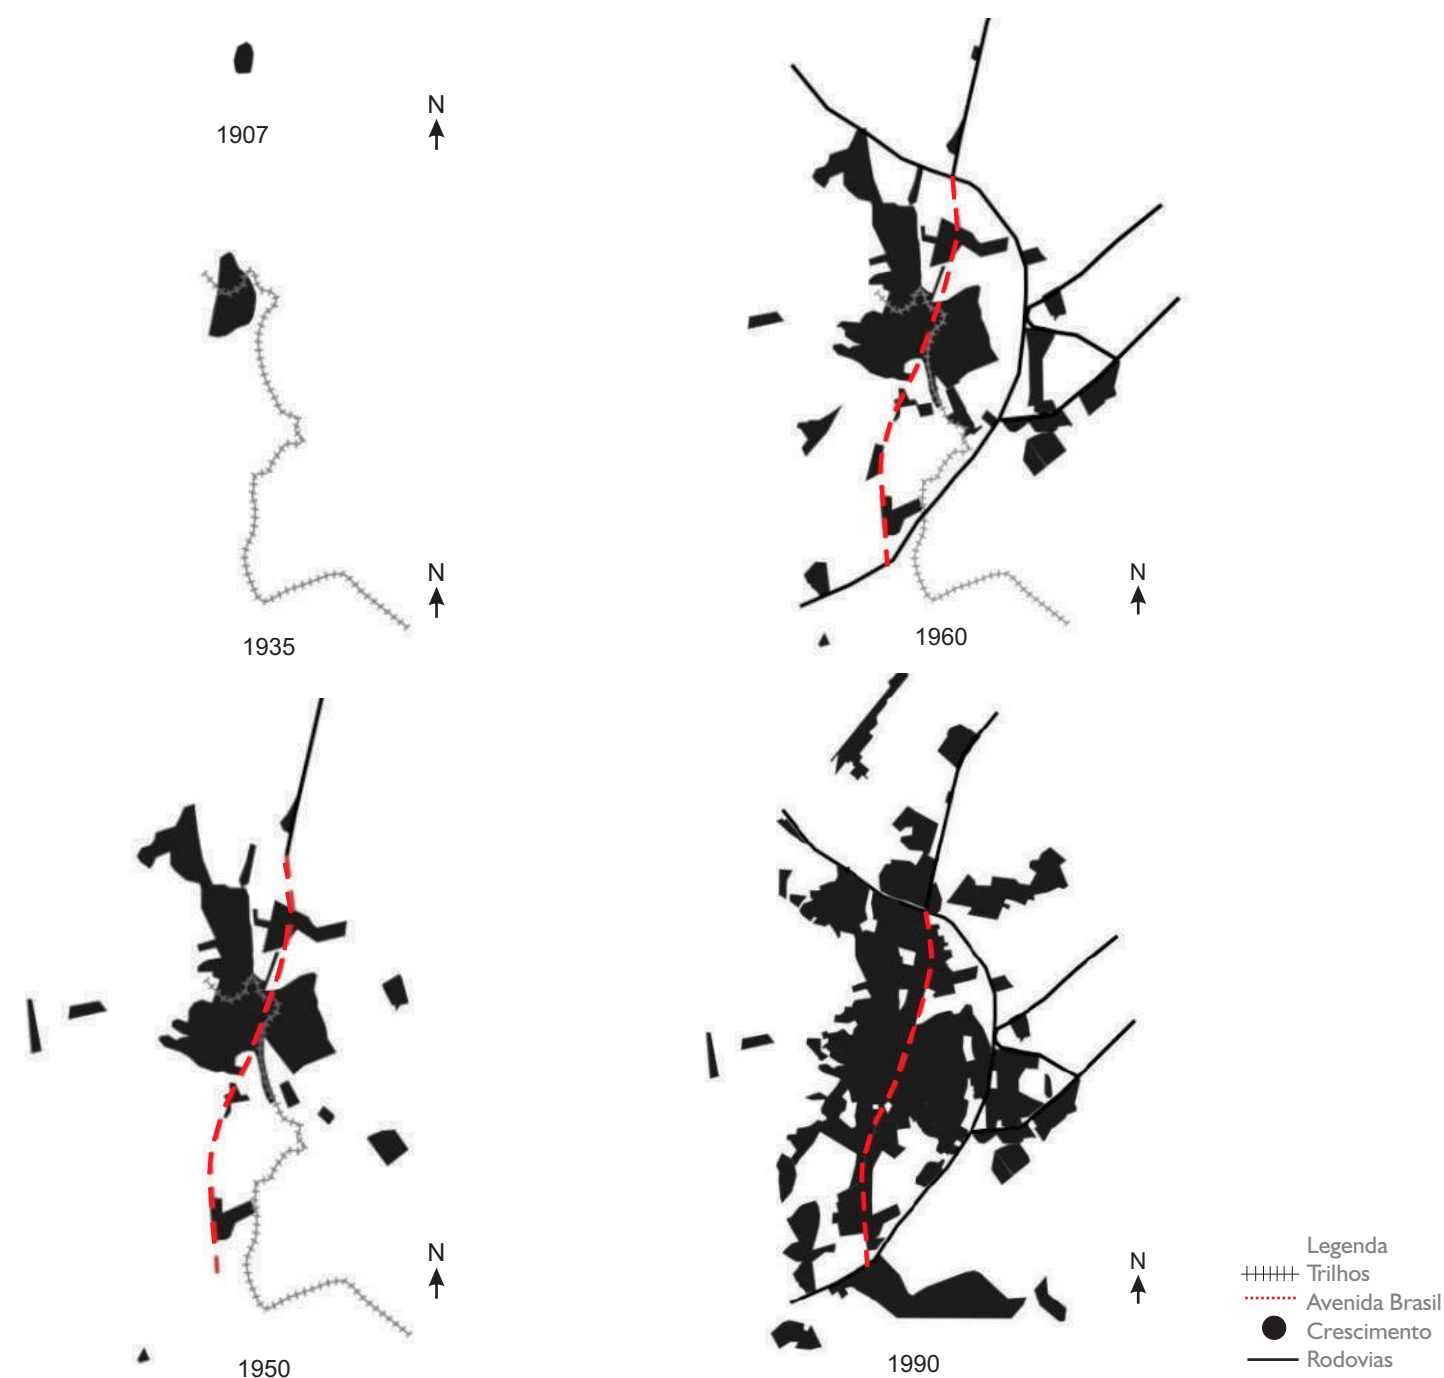 N
1907
N
1935
N
1960
N
1950
N
1990
Legenda
Trilhos
Avenida Brasil
Crescimento
Rodovias